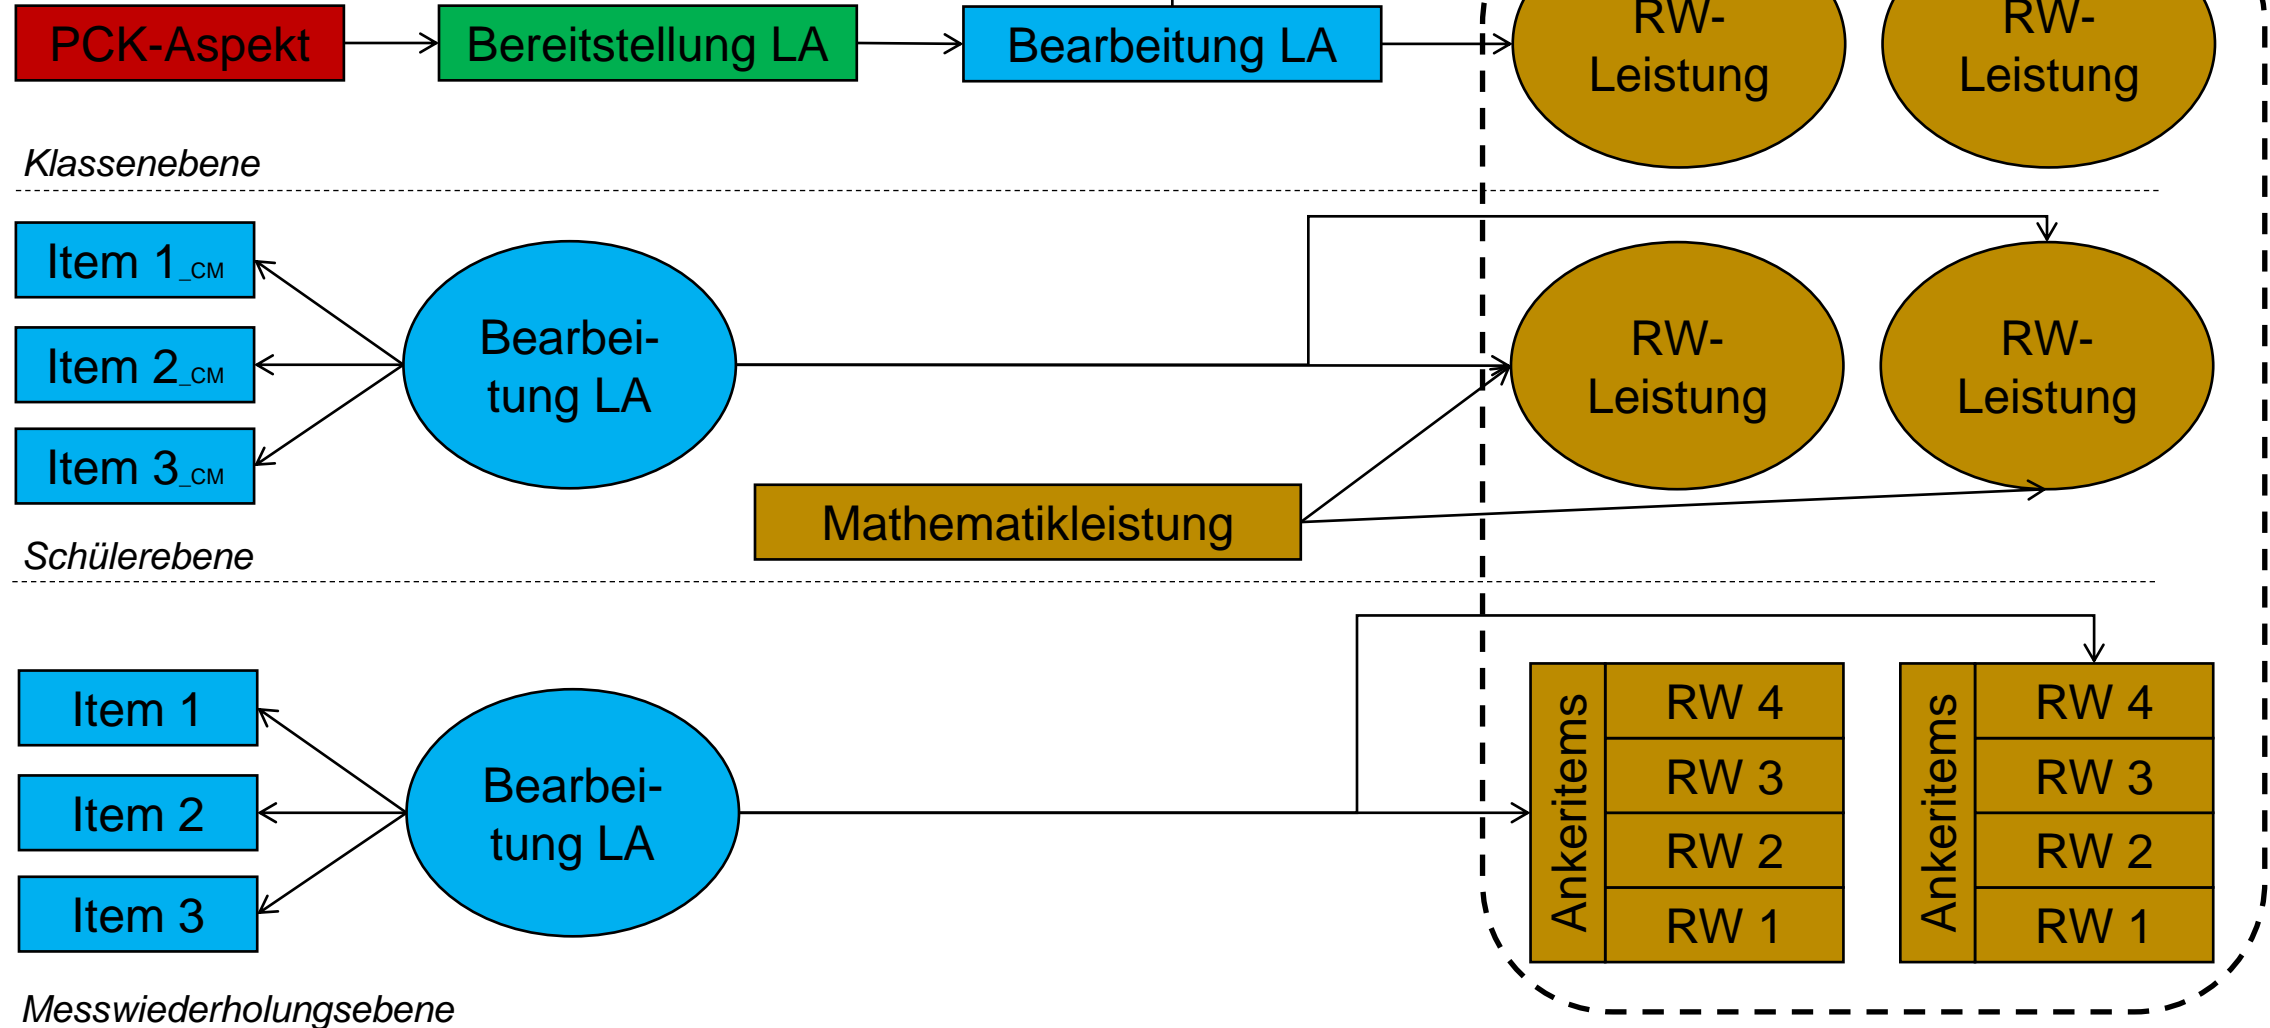 PCK-Aspekt
Bereitstellung LA
Bearbeitung LA
RW-
Leistung
RW-
Leistung
Klassenebene
Item 1_CM
Item 2_CM
Item 3_CM
Bearbei-
tung LA
RW-
Leistung
RW-
Leistung
Mathematikleistung
Schülerebene
Item 1
Item 2
Item 3
Bearbei-
tung LA
Ankeritems
RW 4
RW 3
RW 2
RW 1
Ankeritems
RW 4
RW 3
RW 2
RW 1
Messwiederholungsebene